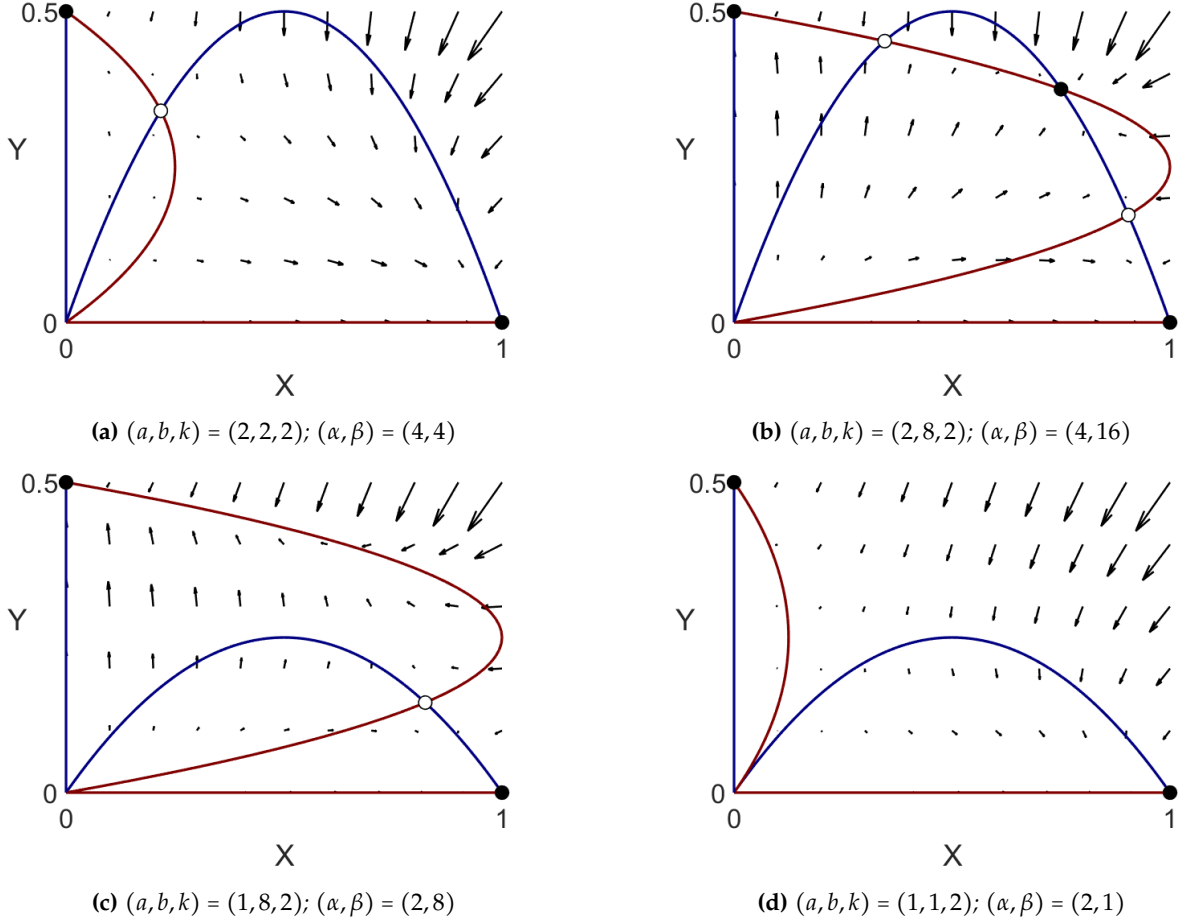 0.5
Y
0
0
1
X
(a) (a, b, k) = (2, 2, 2); (α, β) = (4, 4)
0.5
Y
0
0
1
X
(b) (a, b, k) = (2, 8, 2); (α, β) = (4, 16)
0.5
Y
0
0
1
X
(c) (a, b, k) = (1, 8, 2); (α, β) = (2, 8)
0.5
Y
0
0
1
X
(d) (a, b, k) = (1, 1, 2); (α, β) = (2, 1)